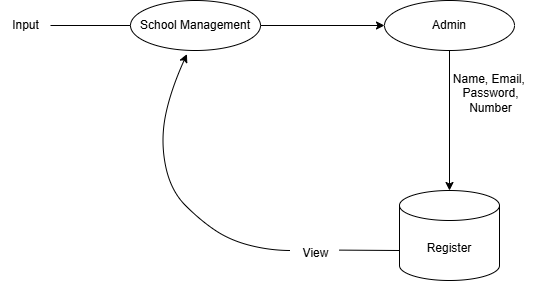 Input
School Management
Admin
Name, Email,
Password,
Number
Register
View